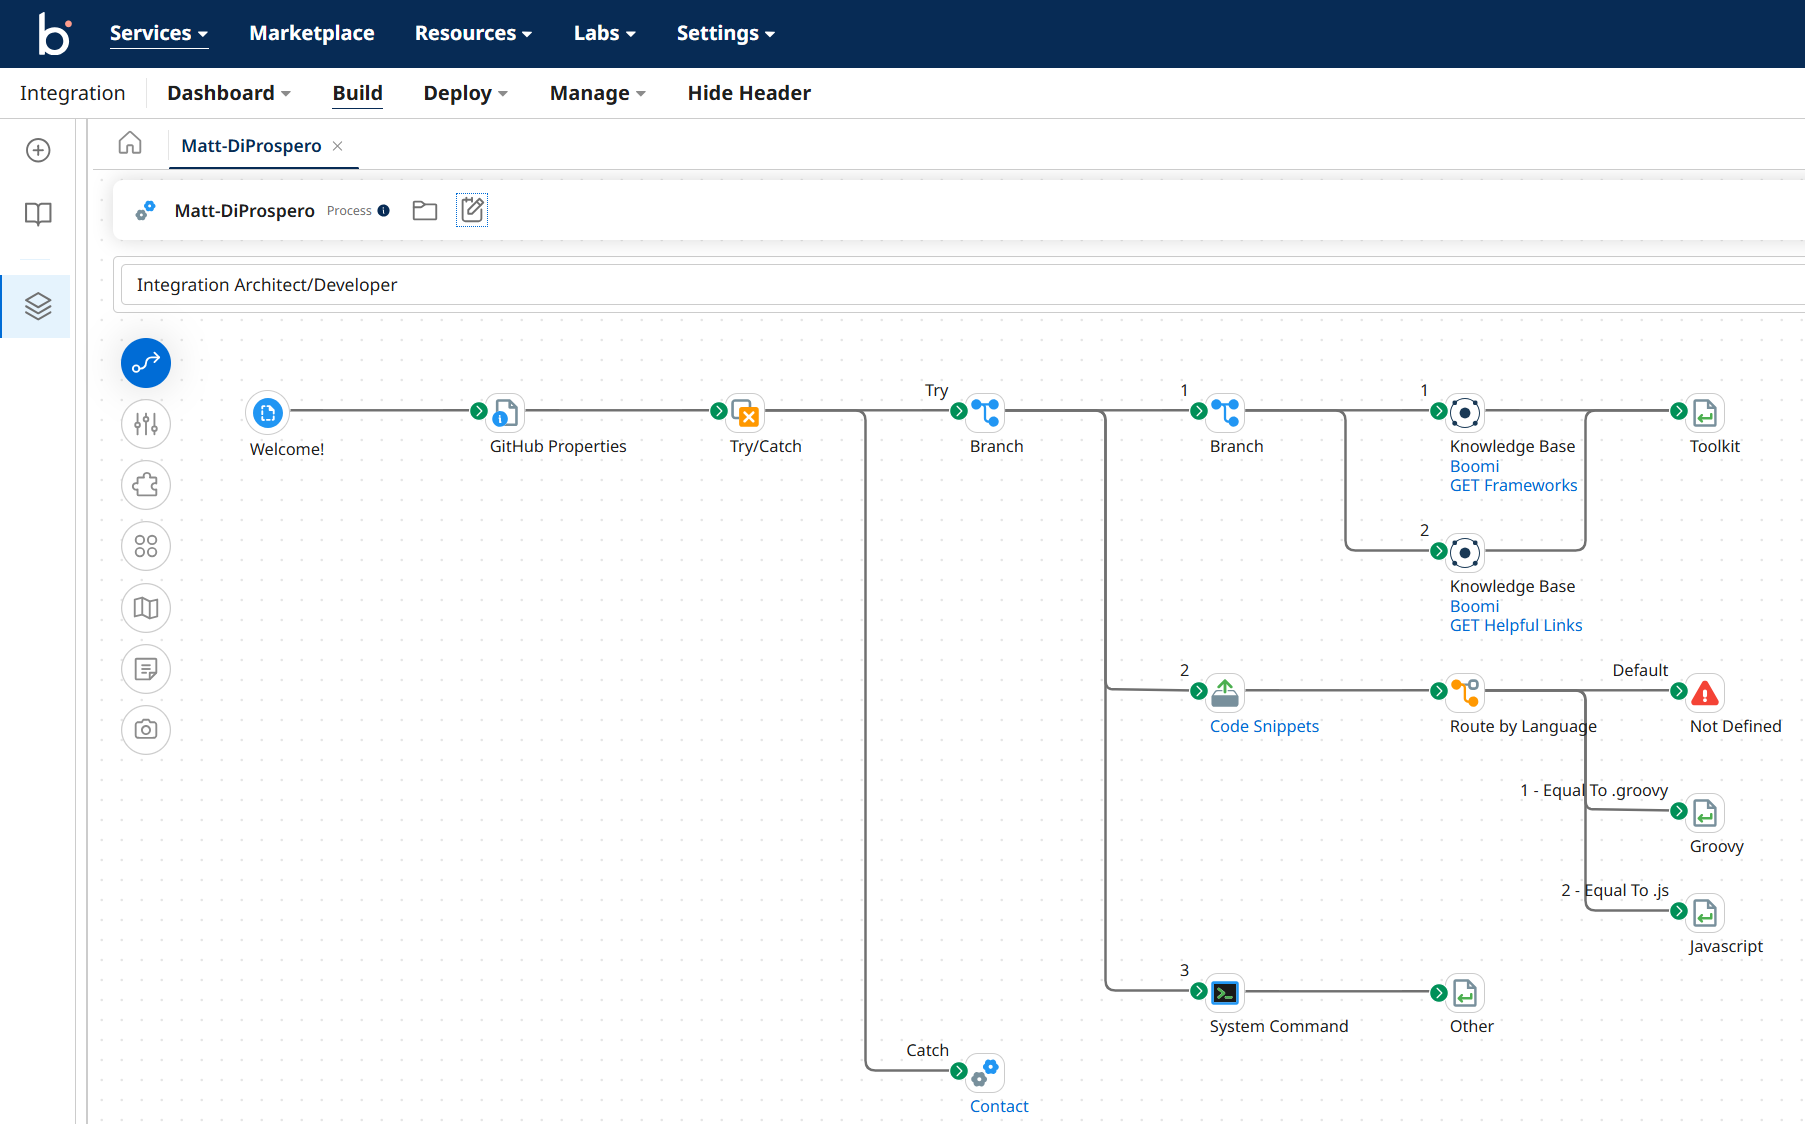 b
Services Marketplace Resources Labs Settings
Integration Dashboard Build Deploy Manage Hide Header
Matt-DiProspero
Matt-DiProspero Process
Integration Architect/Developer
Welcome!
GitHub Properties
Try/Catch
Try
Branch
1
Branch
1
Knowledge Base
Boomi
GET Frameworks
Toolkit
2
Knowledge Base
Boomi
GET Helpful Links
2
Code Snippets
Route by Language
Default
Not Defined
1 - Equal To .groovy
Groovy
2 - Equal To .js
Javascript
3
System Command
Other
Catch
Contact